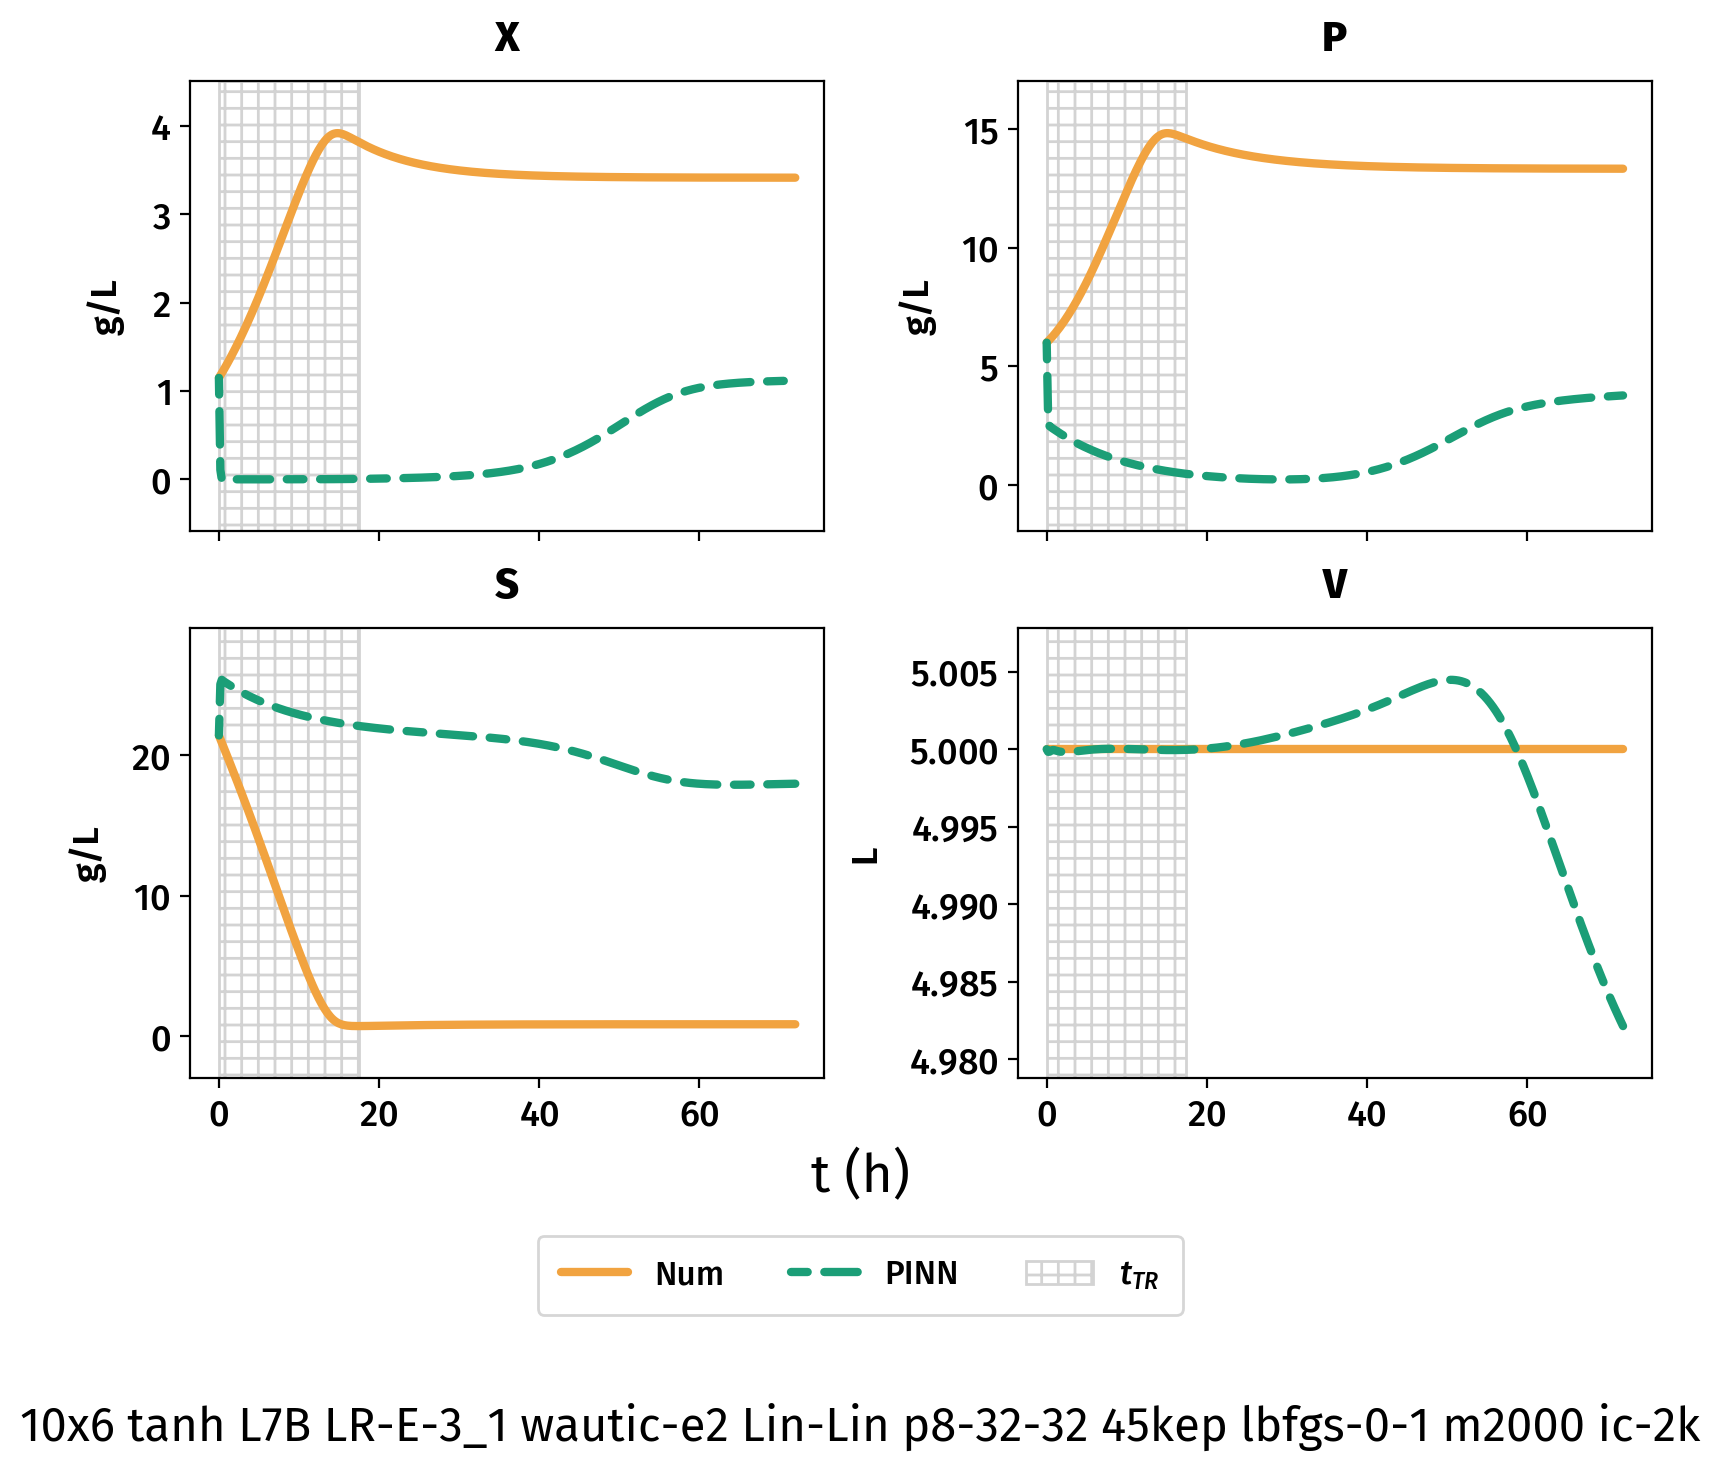 X
P
4
3
2
1
0
g/L
15
10
5
0
g/L
S
V
20
10
0
g/L
5.005
5.000
4.995
4.990
4.985
4.980
L
0 20 40 60
0 20 40 60
t (h)
Num PINN tTR
10x6 tanh L7B LR-E-3_1 wautic-e2 Lin-Lin p8-32-32 45kep lbfgs-0-1 m2000 ic-2k